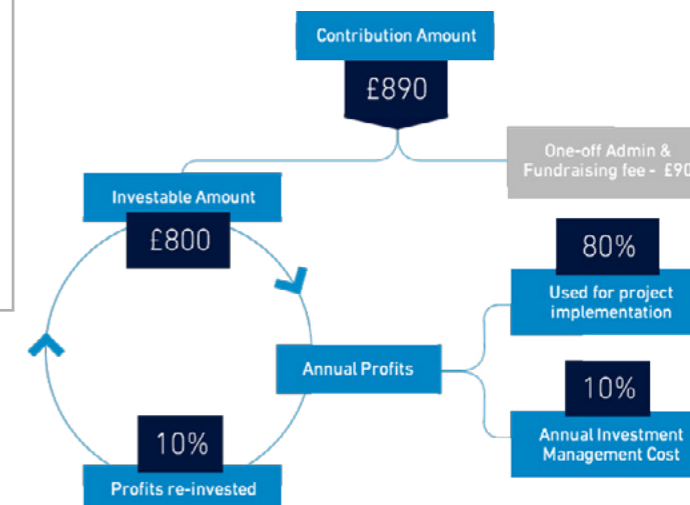 Contribution Amount
£890
One-off Admin &
Fundraising fee - £90
Investable Amount
£800
80%
Used for project
implementation
Annual Profits
10%
Annual Investment
Management Cost
10%
Profits re-invested